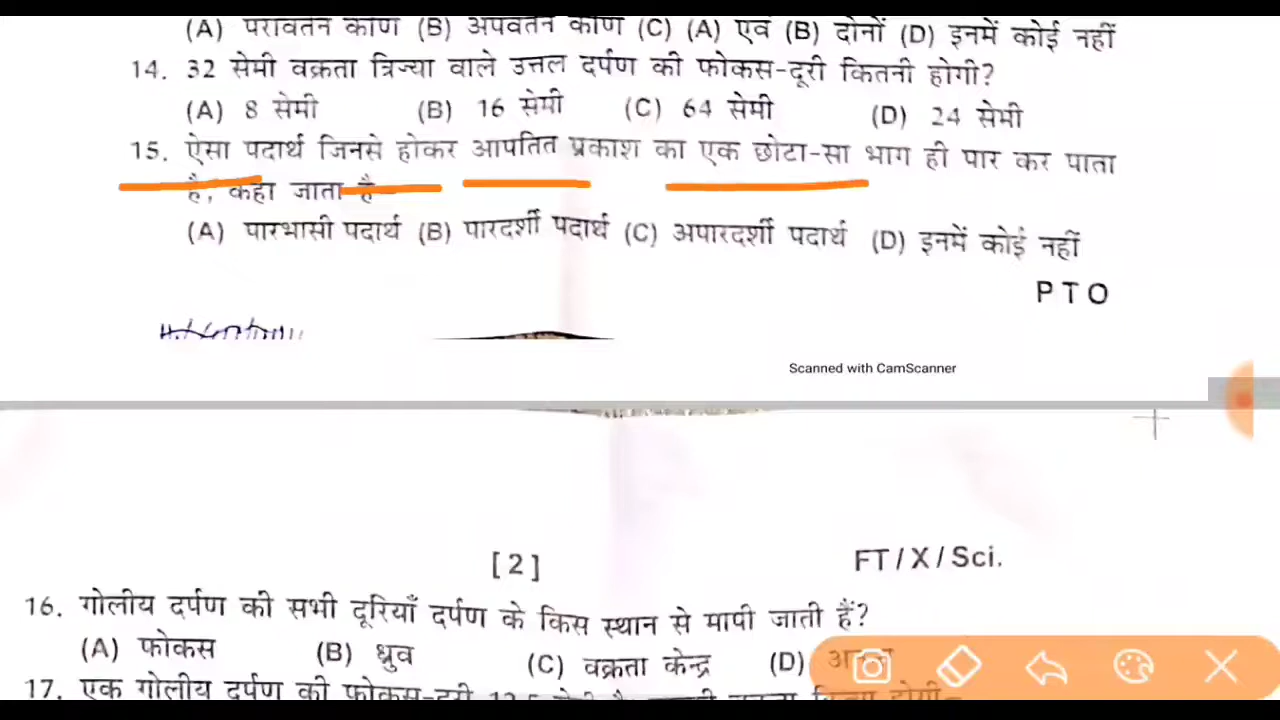 (A) परावर्तन कोण (B) अपवर्तन कोण (C) (A) एवं (B) दोनों (D) इनमें कोई नहीं
14. 32 सेमी वक्रता त्रिज्या वाले उत्तल दर्पण की फोकस-दूरी कितनी होगी?
(A) 8 सेमी (B) 16 सेमी (C) 64 सेमी (D) 24 सेमी
15. ऐसा पदार्थ जिनसे होकर आपतित प्रकाश का एक छोटा-सा भाग ही पार कर पाता
है, कहा जाता है
(A) पारभासी पदार्थ (B) पारदर्शी पदार्थ (C) अपारदर्शी पदार्थ (D) इनमें कोई नहीं
P T O
Scanned with CamScanner
[2] FT/X/Sci.
16. गोलीय दर्पण की सभी दूरियाँ दर्पण के किस स्थान से मापी जाती हैं?
(A) फोकस (B) ध्रुव (C) वक्रता केन्द्र (D)
17. एक गोलीय दर्पण की फोकस-दूरी